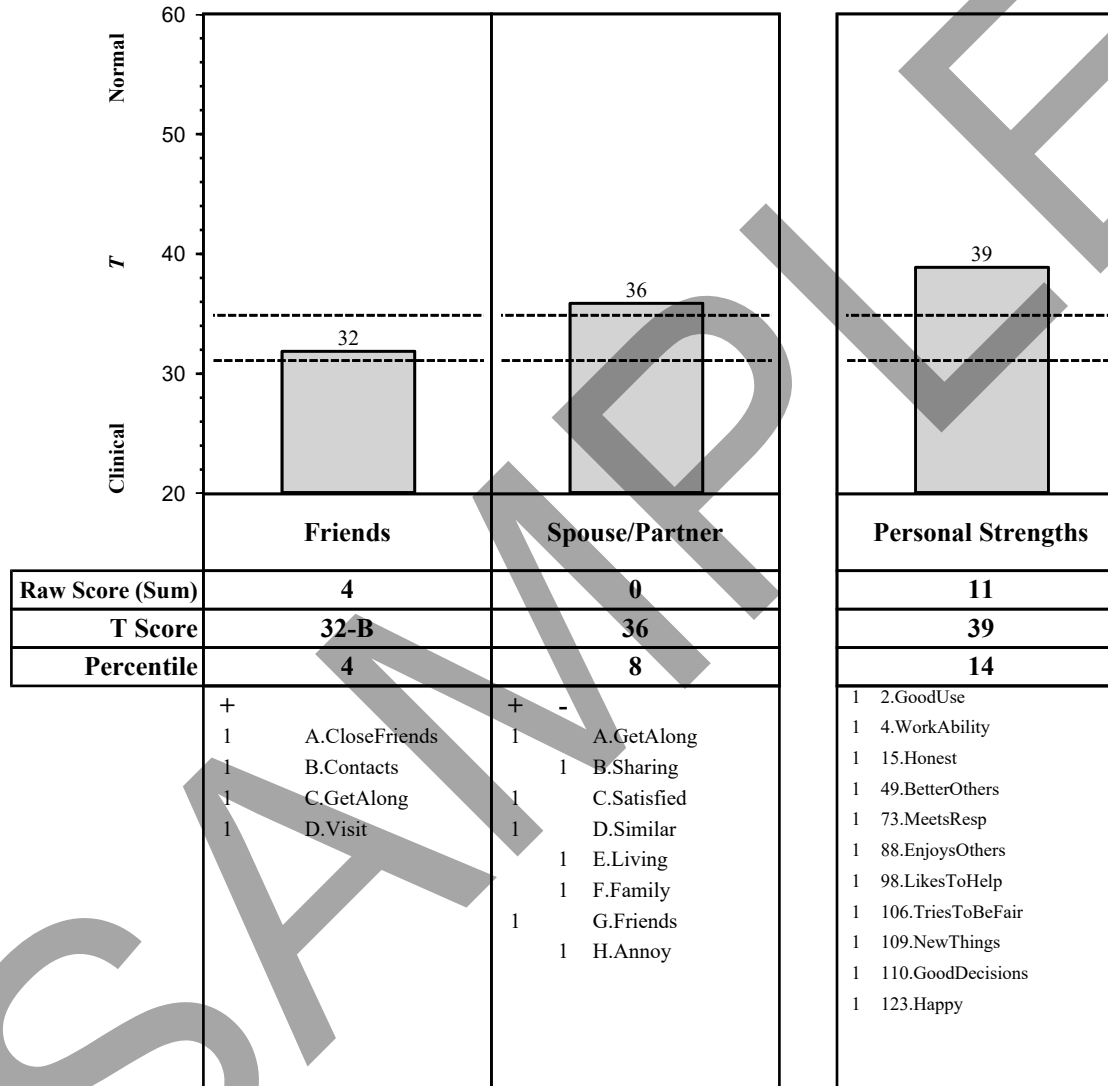 60
Normal
50
T
40
30
Clinical
20
32
36
39
Friends Spouse/Partner Personal Strengths
Raw Score (Sum) 4 0 11
T Score 32-B 36 39
Percentile 4 8 14
+ + -
1 A.CloseFriends
1 B.Contacts
1 C.GetAlong
1 D.Visit
1 A.GetAlong
1 B.Sharing
1 C.Satisfied
1 D.Similar
1 E.Living
1 F.Family
1 G.Friends
1 H.Annoy
1 2.GoodUse
1 4.WorkAbility
1 15.Honest
1 49.BetterOthers
1 73.MeetsResp
1 88.EnjoysOthers
1 98.LikesToHelp
1 106.TriesToBeFair
1 109.NewThings
1 110.GoodDecisions
1 123.Happy
SAMPLE